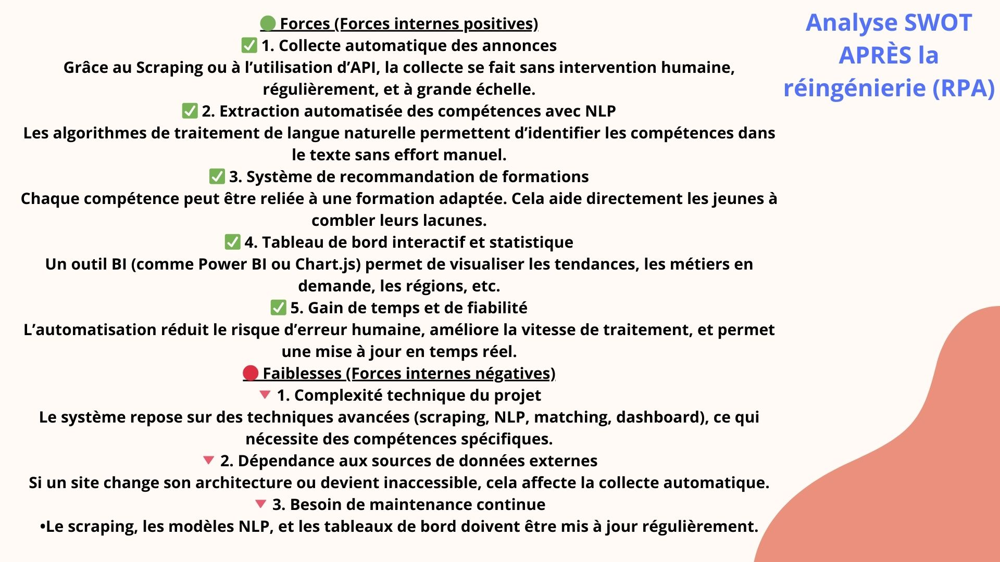 Analyse SWOT
APRÈS la
réingénierie (RPA)
🟢 Forces (Forces internes positives)
✅ 1. Collecte automatique des annonces
Grâce au Scraping ou à l’utilisation d’API, la collecte se fait sans intervention humaine,
régulièrement, et à grande échelle.
✅ 2. Extraction automatisée des compétences avec NLP
Les algorithmes de traitement de langue naturelle permettent d’identifier les compétences dans
le texte sans effort manuel.
✅ 3. Système de recommandation de formations
Chaque compétence peut être reliée à une formation adaptée. Cela aide directement les jeunes à
combler leurs lacunes.
✅ 4. Tableau de bord interactif et statistique
Un outil BI (comme Power BI ou Chart.js) permet de visualiser les tendances, les métiers en
demande, les régions, etc.
✅ 5. Gain de temps et de fiabilité
L’automatisation réduit le risque d’erreur humaine, améliore la vitesse de traitement, et permet
une mise à jour en temps réel.
🔴 Faiblesses (Forces internes négatives)
🔻 1. Complexité technique du projet
Le système repose sur des techniques avancées (scraping, NLP, matching, dashboard), ce qui
nécessite des compétences spécifiques.
🔻 2. Dépendance aux sources de données externes
Si un site change son architecture ou devient inaccessible, cela affecte la collecte automatique.
🔻 3. Besoin de maintenance continue
•Le scraping, les modèles NLP, et les tableaux de bord doivent être mis à jour régulièrement.